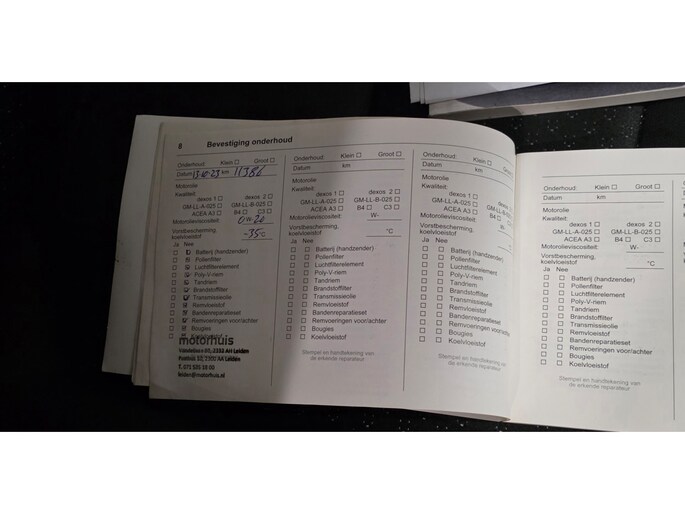 8 Bevestiging onderhoud
Onderhoud: Klein ☐ Groot ☐
Datum 13-10-23 km 11386
Motorolie
Kwaliteit:
dexos 1 ☐ dexos 2 ☐
GM-LL-A-025 ☐ GM-LL-B-025 ☐
ACEA A3 ☐ B4 ☐ C3 ☐
Motorolieviscositeit: 0W20
Vorstbescherming,
koelvloeistof -35°C
Ja Nee
Batterij (handzender)
Pollenfilter
Luchtfilterelement
Poly-V-riem
Tandriem
Brandstoffilter
Transmissieolie
Remvloeistof
Bandenreparatieset
Remvoeringen voor/achter
Bougies
Koelvloeistof
motorhuis
T. 071 535 18 00
leiden@motorhuis.nl
Onderhoud: Klein ☐ Groot ☐
Datum km
Motorolie
Kwaliteit:
dexos 1 ☐ dexos 2 ☐
GM-LL-A-025 ☐ GM-LL-B-025 ☐
ACEA A3 ☐ B4 ☐ C3 ☐
Motorolieviscositeit: W-
Vorstbescherming,
koelvloeistof °C
Ja Nee
☐ ☐ Batterij (handzender)
☐ ☐ Pollenfilter
☐ ☐ Luchtfilterelement
☐ ☐ Poly-V-riem
☐ ☐ Tandriem
☐ ☐ Brandstoffilter
☐ ☐ Transmissieolie
☐ ☐ Remvloeistof
☐ ☐ Bandenreparatieset
☐ ☐ Remvoeringen voor/achter
☐ ☐ Bougies
☐ ☐ Koelvloeistof
Stempel en handtekening van
de erkende reparateur
Onderhoud: Klein ☐ Groot ☐
Datum km
Motorolie
Kwaliteit:
dexos 1 ☐ dexos 2 ☐
GM-LL-A-025 ☐ GM-LL-B-025 ☐
ACEA A3 ☐ B4 ☐ C3 ☐
Motorolieviscositeit: W-
Vorstbescherming,
koelvloeistof °C
Ja Nee
☐ ☐ Batterij (handzender)
☐ ☐ Pollenfilter
☐ ☐ Luchtfilterelement
☐ ☐ Poly-V-riem
☐ ☐ Tandriem
☐ ☐ Brandstoffilter
☐ ☐ Transmissieolie
☐ ☐ Remvloeistof
☐ ☐ Bandenreparatieset
☐ ☐ Remvoeringen voor/achter
☐ ☐ Bougies
☐ ☐ Koelvloeistof
Stempel en handtekening van
de erkende reparateur
Onderhoud: Klein ☐ Groot ☐
Datum km
Motorolie
Kwaliteit:
dexos 1 ☐ dexos 2 ☐
GM-LL-A-025 ☐ GM-LL-B-025 ☐
ACEA A3 ☐ B4 ☐ C3 ☐
Motorolieviscositeit: W-
Vorstbescherming,
koelvloeistof °C
Ja Nee
☐ ☐ Batterij (handzender)
☐ ☐ Pollenfilter
☐ ☐ Luchtfilterelement
☐ ☐ Poly-V-riem
☐ ☐ Tandriem
☐ ☐ Brandstoffilter
☐ ☐ Transmissieolie
☐ ☐ Remvloeistof
☐ ☐ Bandenreparatieset
☐ ☐ Remvoeringen voor/achter
☐ ☐ Bougies
☐ ☐ Koelvloeistof
Stempel en handtekening van
de erkende reparateur